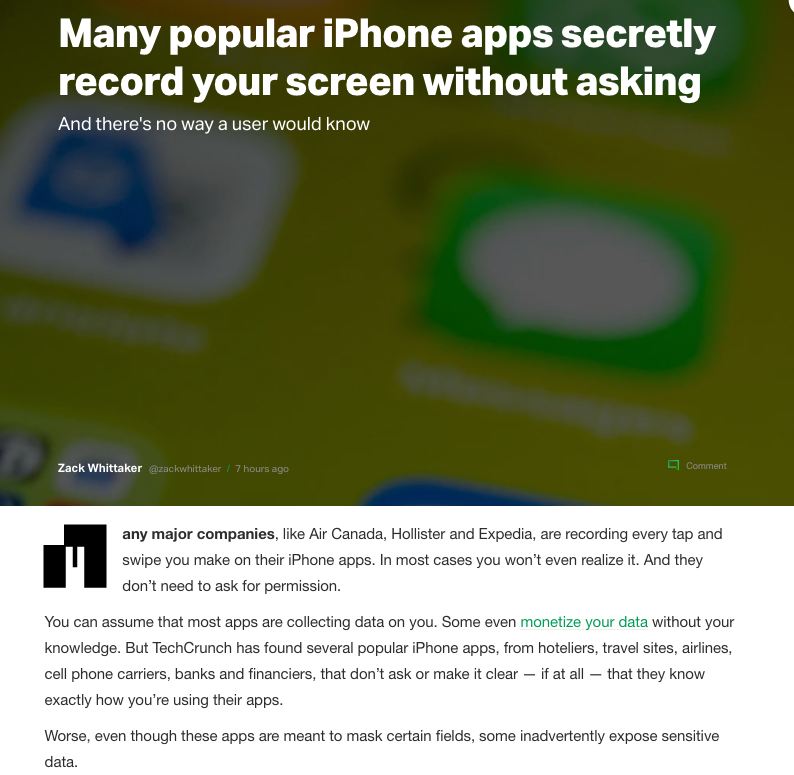 Many popular iPhone apps secretly
record your screen without asking
And there's no way a user would know
Zack Whittaker @zackwhittaker / 7 hours ago
Comment
Many major companies, like Air Canada, Hollister and Expedia, are recording every tap and
swipe you make on their iPhone apps. In most cases you won’t even realize it. And they
don’t need to ask for permission.
You can assume that most apps are collecting data on you. Some even monetize your data without your
knowledge. But TechCrunch has found several popular iPhone apps, from hoteliers, travel sites, airlines,
cell phone carriers, banks and financiers, that don’t ask or make it clear — if at all — that they know
exactly how you’re using their apps.
Worse, even though these apps are meant to mask certain fields, some inadvertently expose sensitive
data.